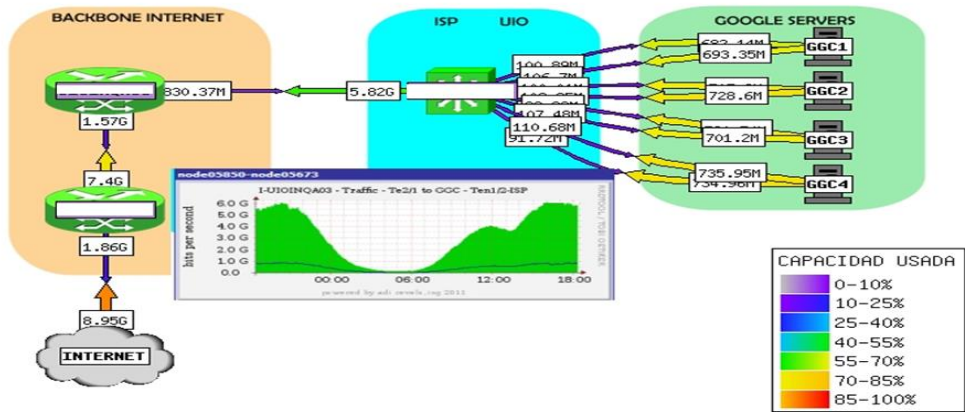 BACKBONE INTERNET
ISP UIO
GOOGLE SERVERS
830.37M
5.82G
1.57G
7.4G
1.86G
8.95G
INTERNET
100.89M
106.7M
107.48M
110.68M
91.72M
693.35M
728.6M
701.2M
735.95M
734.96M
GGC1
GGC2
GGC3
GGC4
node05850-node05673
I-UIOINQA03 - Traffic - Te2/1 to GGC - Ten1/2-ISP
bits per second
6.0 G
5.0 G
4.0 G
3.0 G
2.0 G
1.0 G
0.0
00:00
06:00
12:00
18:00
CAPACIDAD USADA
0-10%
10-25%
25-40%
40-55%
55-70%
70-85%
85-100%